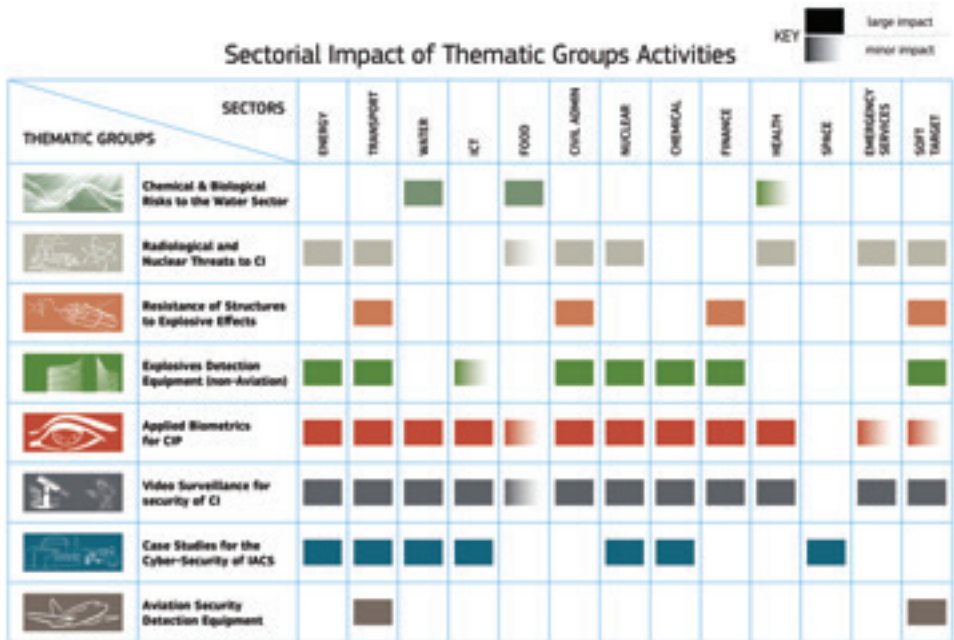 KEY
large impact
minor impact
Sectorial Impact of Thematic Groups Activities
SECTORS
THEMATIC GROUPS
ENERGY
TRANSPORT
WATER
ICT
FOOD
CIVIL ADMIN
NUCLEAR
CHEMICAL
FINANCE
HEALTH
SPACE
EMERGENCY
SERVICES
SOFT
TARGET
Chemical & Biological
Risks to the Water Sector
Radiological and
Nuclear Threats to CI
Resistance of Structures
to Explosive Effects
Explosives Detection
Equipment (non-Aviation)
Applied Biometrics
for CIP
Video Surveillance for
security of CI
Case Studies for the
Cyber-Security of IACS
Aviation Security
Detection Equipment